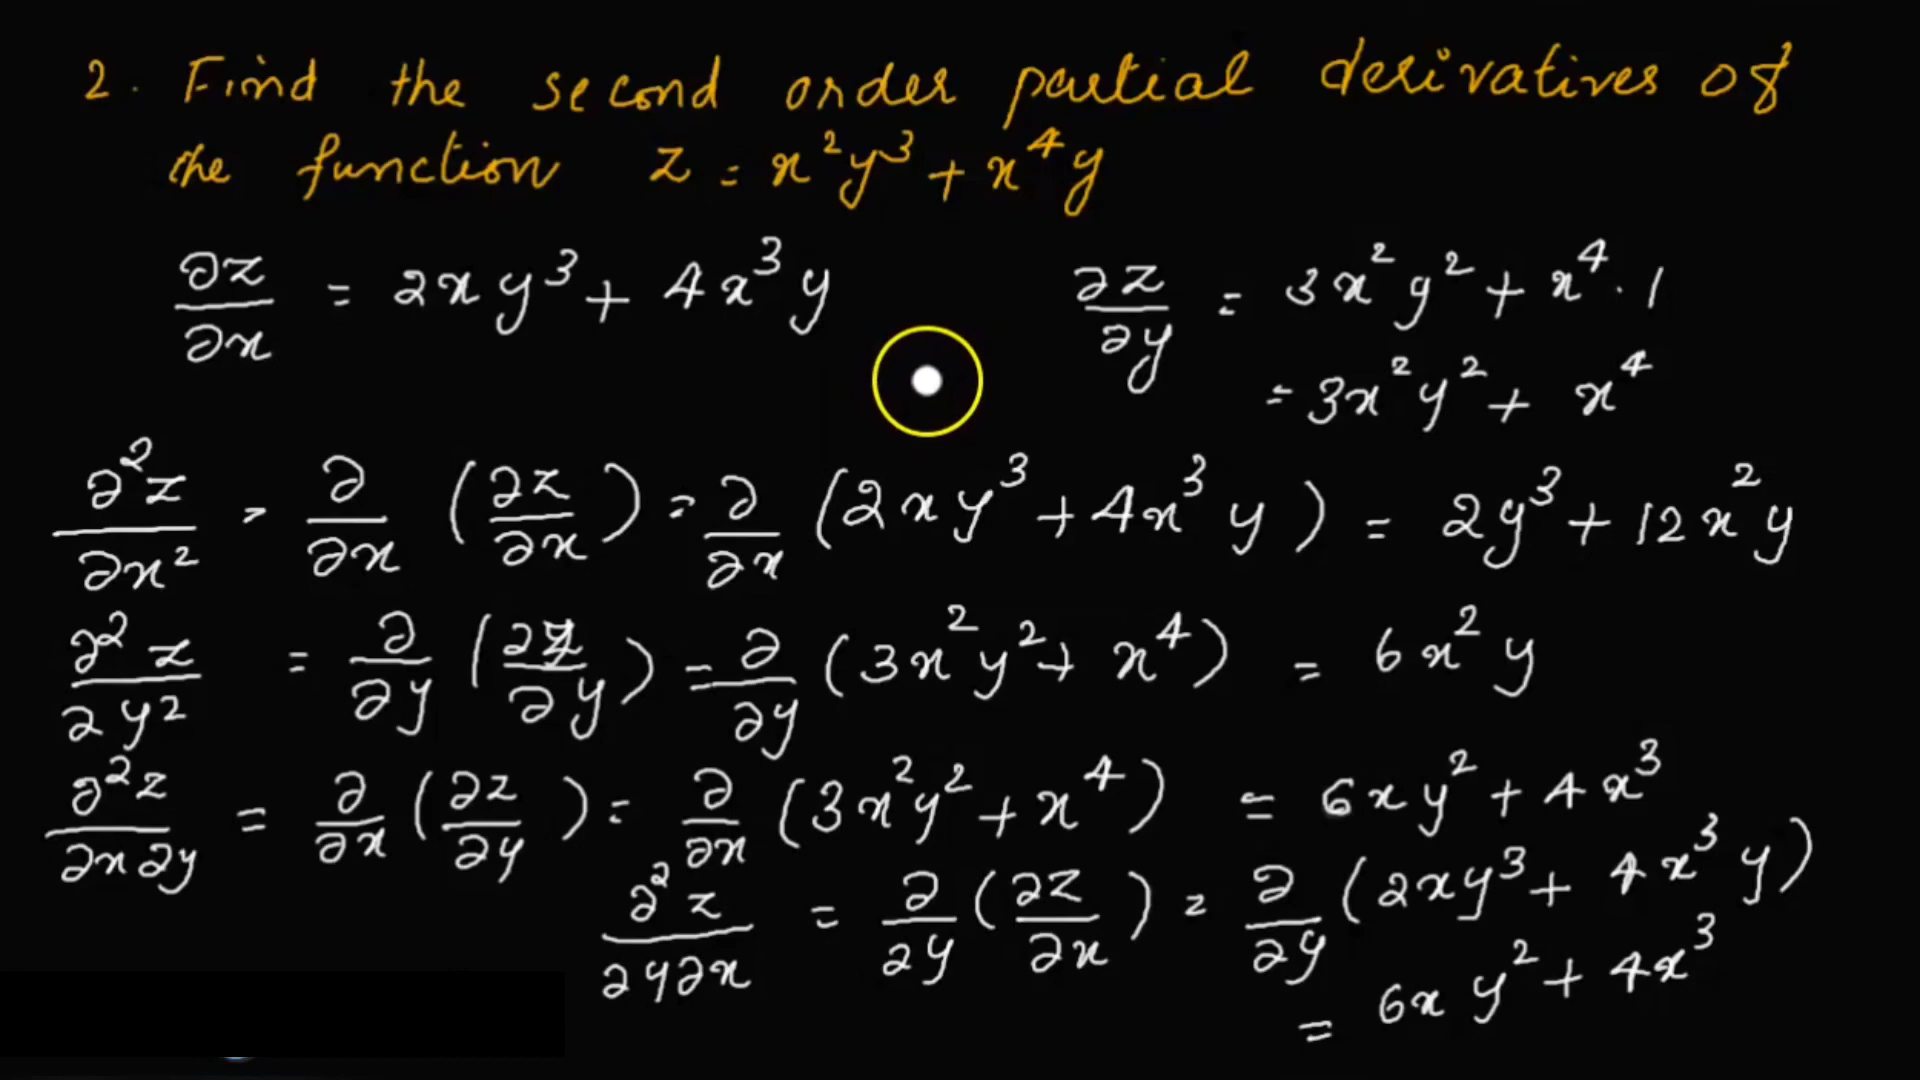 2. Find the second order partial derivatives of
the function z = x²y³ + x⁴y
∂z/∂x = 2xy³ + 4x³y
∂z/∂y = 3x²y² + x⁴ · 1
= 3x²y² + x⁴
∂²z/∂x² = ∂/∂x (∂z/∂x) = ∂/∂x (2xy³ + 4x³y) = 2y³ + 12x²y
∂²z/∂y² = ∂/∂y (∂z/∂y) = ∂/∂y (3x²y² + x⁴) = 6x²y
∂²z/∂x∂y = ∂/∂x (∂z/∂y) = ∂/∂x (3x²y² + x⁴) = 6xy² + 4x³
∂²z/∂y∂x = ∂/∂y (∂z/∂x) = ∂/∂y (2xy³ + 4x³y)
= 6xy² + 4x³